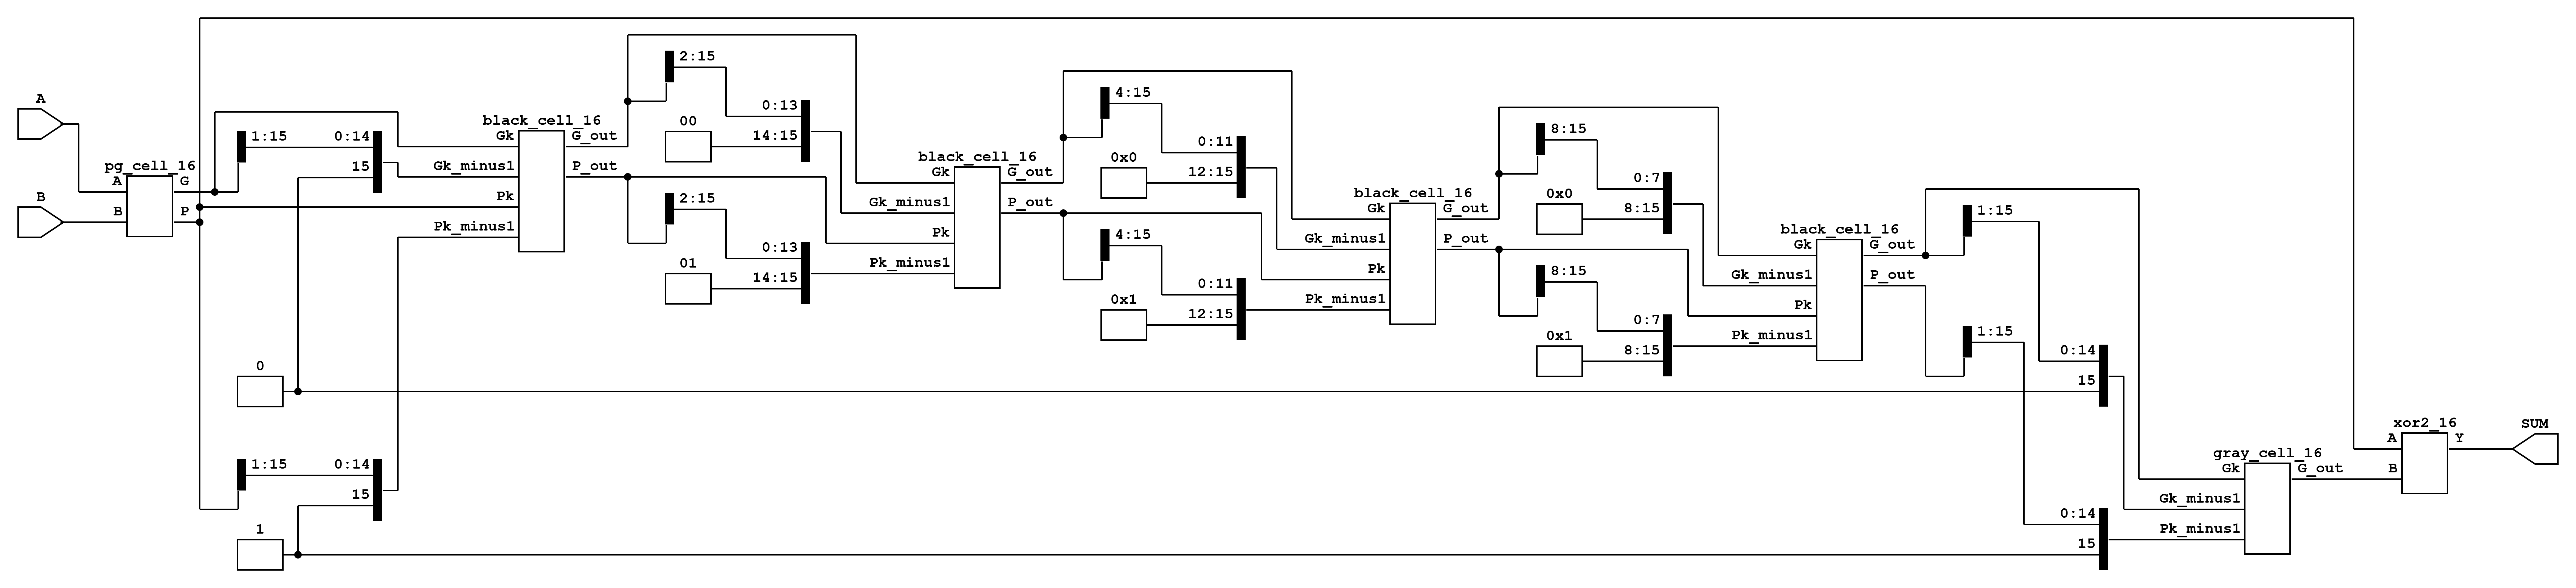 A
B
pg_cell_16
A
G
B
P
1:15
0:14
15
0
1:15
0:14
15
1
black_cell_16
Gk
G_out
Gk_minus1
P_out
Pk
Pk_minus1
2:15
0:13
00
14:15
2:15
0:13
01
14:15
black_cell_16
Gk
G_out
Gk_minus1
P_out
Pk
Pk_minus1
4:15
0:11
0x0
12:15
4:15
0:11
0x1
12:15
black_cell_16
Gk
G_out
Gk_minus1
P_out
Pk
Pk_minus1
8:15
0:7
0x0
8:15
8:15
0:7
0x1
8:15
black_cell_16
Gk
G_out
Gk_minus1
P_out
Pk
Pk_minus1
1:15
0:14
15
1:15
0:14
15
gray_cell_16
Gk
G_out
Gk_minus1
Pk_minus1
xor2_16
A
Y
B
SUM